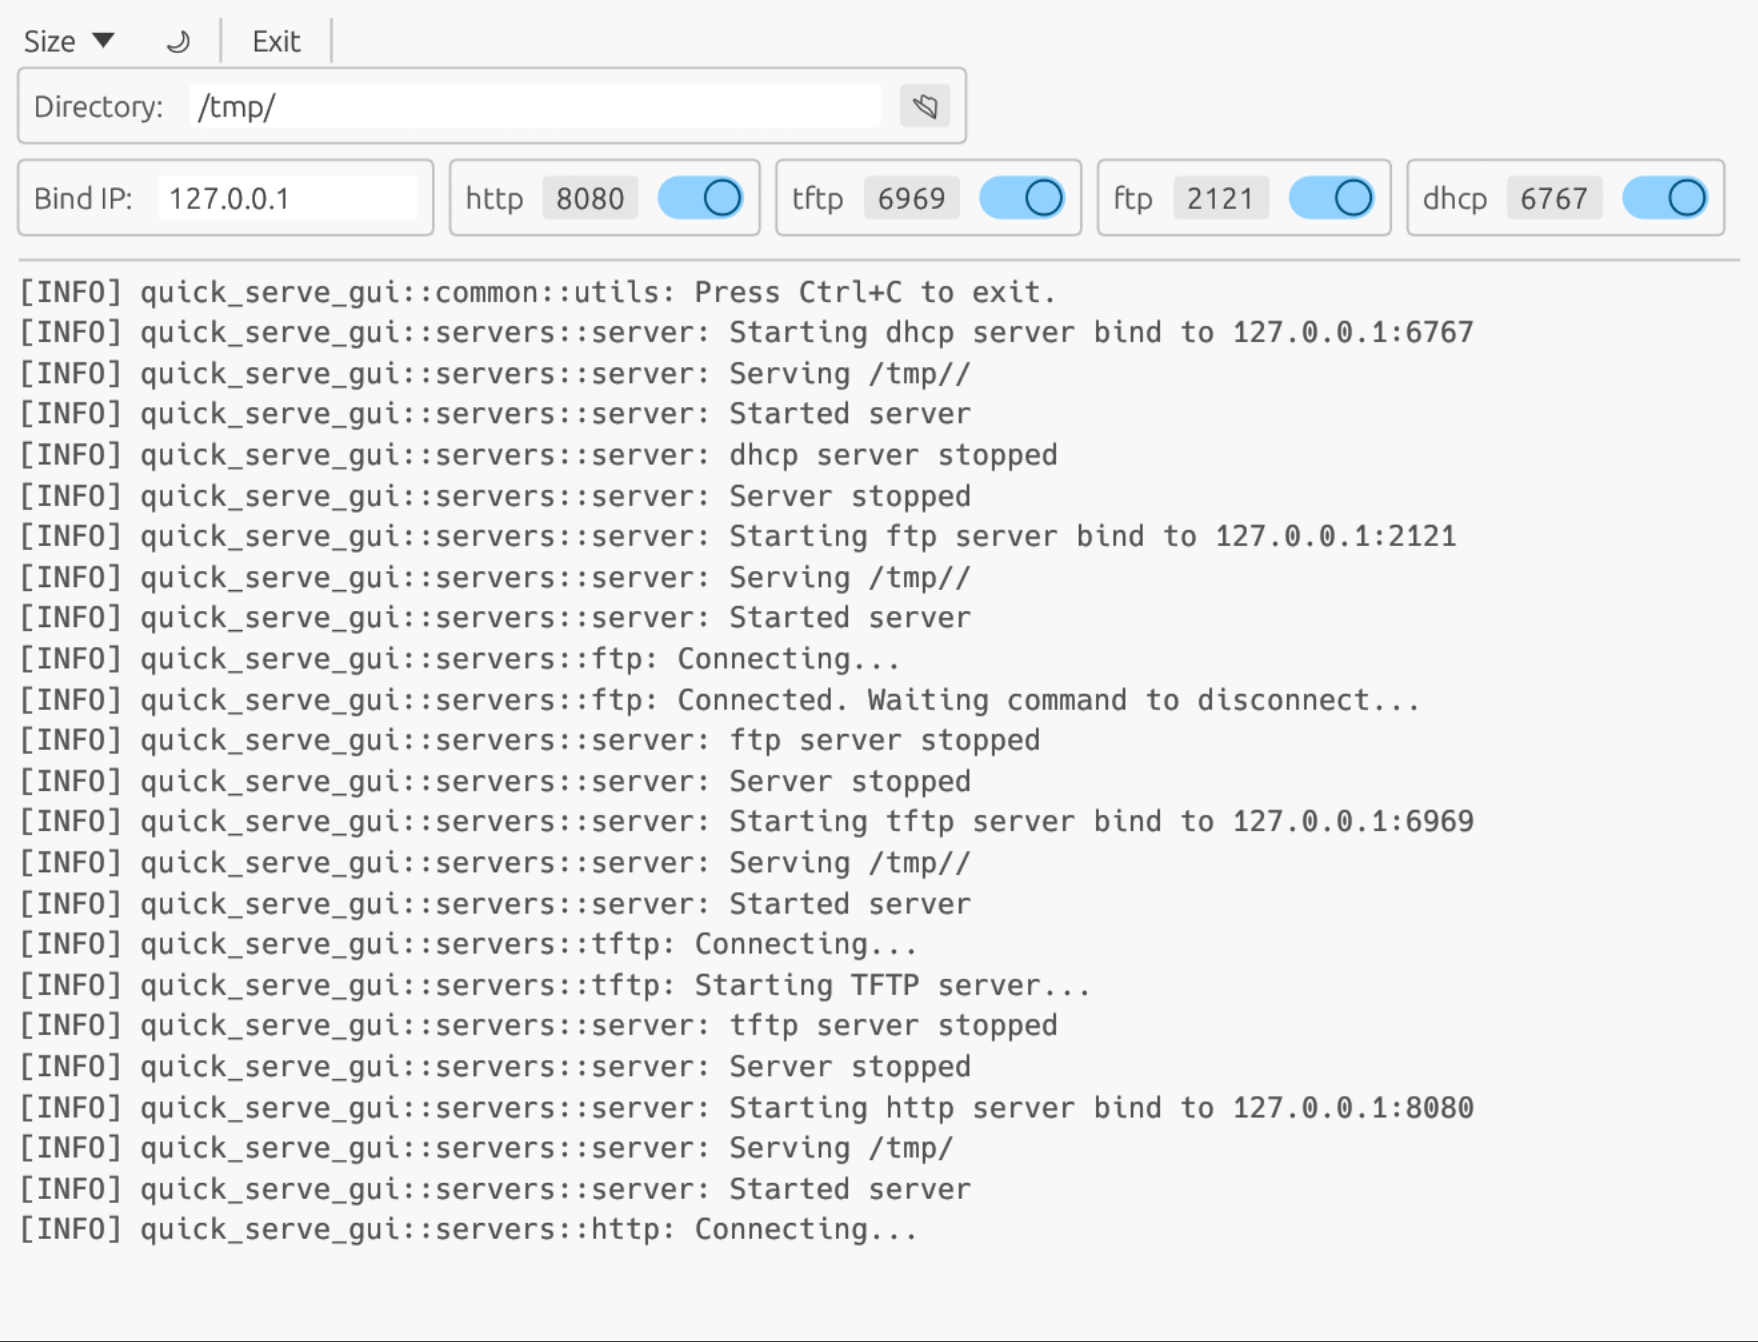 Size Exit
Directory: /tmp/
Bind IP: 127.0.0.1 http 8080 tftp 6969 ftp 2121 dhcp 6767
[INFO] quick_serve_gui::common::utils: Press Ctrl+C to exit.
[INFO] quick_serve_gui::servers::server: Starting dhcp server bind to 127.0.0.1:6767
[INFO] quick_serve_gui::servers::server: Serving /tmp//
[INFO] quick_serve_gui::servers::server: Started server
[INFO] quick_serve_gui::servers::server: dhcp server stopped
[INFO] quick_serve_gui::servers::server: Server stopped
[INFO] quick_serve_gui::servers::server: Starting ftp server bind to 127.0.0.1:2121
[INFO] quick_serve_gui::servers::server: Serving /tmp//
[INFO] quick_serve_gui::servers::server: Started server
[INFO] quick_serve_gui::servers::ftp: Connecting...
[INFO] quick_serve_gui::servers::ftp: Connected. Waiting command to disconnect...
[INFO] quick_serve_gui::servers::server: ftp server stopped
[INFO] quick_serve_gui::servers::server: Server stopped
[INFO] quick_serve_gui::servers::server: Starting tftp server bind to 127.0.0.1:6969
[INFO] quick_serve_gui::servers::server: Serving /tmp//
[INFO] quick_serve_gui::servers::server: Started server
[INFO] quick_serve_gui::servers::tftp: Connecting...
[INFO] quick_serve_gui::servers::tftp: Starting TFTP server...
[INFO] quick_serve_gui::servers::server: tftp server stopped
[INFO] quick_serve_gui::servers::server: Server stopped
[INFO] quick_serve_gui::servers::server: Starting http server bind to 127.0.0.1:8080
[INFO] quick_serve_gui::servers::server: Serving /tmp/
[INFO] quick_serve_gui::servers::server: Started server
[INFO] quick_serve_gui::servers::http: Connecting...